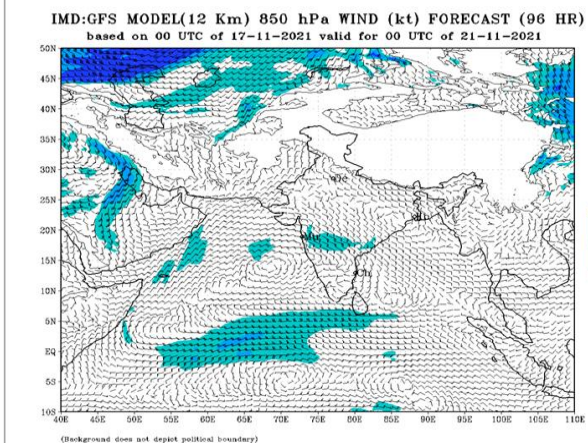 IMD:GFS MODEL(12 Km) 850 hPa WIND (kt) FORECAST (96 HR)
based on 00 UTC of 17-11-2021 valid for 00 UTC of 21-11-2021
50N
45N
40N
35N
30N
25N
20N
15N
10N
5N
EQ
5S
10S
40E 45E 50E 55E 60E 65E 70E 75E 80E 85E 90E 95E 100E 105E 110E
(Background does not depict political boundary)